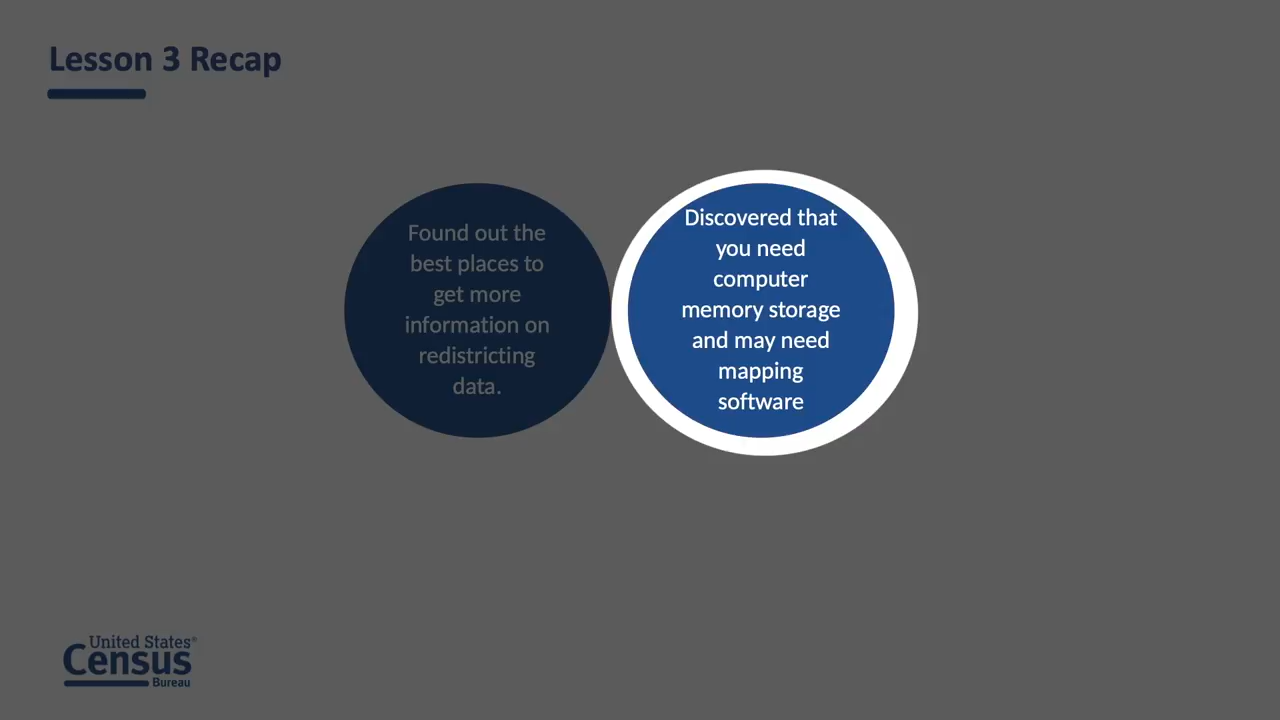 Lesson 3 Recap
Found out the
best places to
get more
information on
redistricting
data.
Discovered that
you need
computer
memory storage
and may need
mapping
software
United States®
Census
Bureau